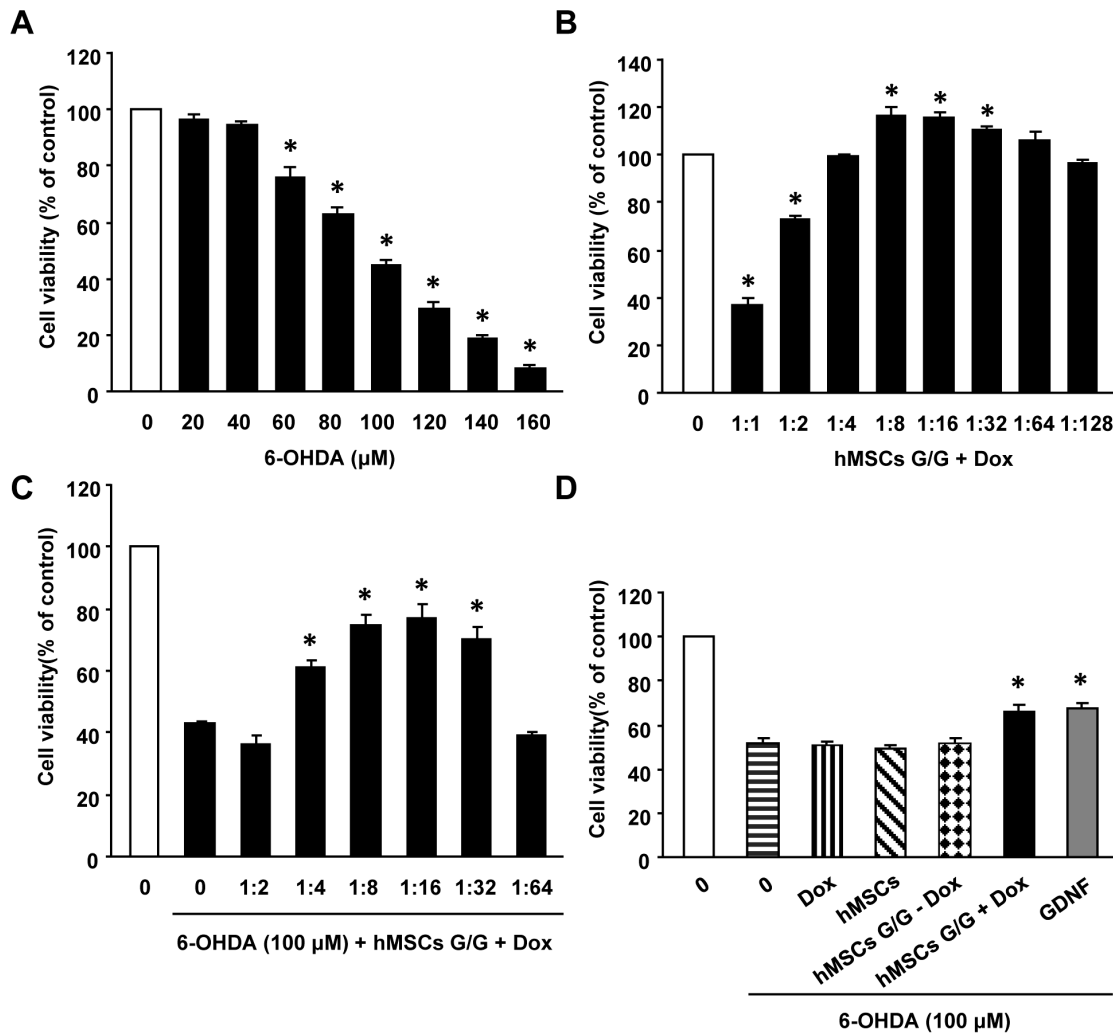 A
Cell viability (% of control)
120
100
80
60
40
20
0
*
*
*
*
*
*
0 20 40 60 80 100 120 140 160
6-OHDA (µM)
B
Cell viability (% of control)
140
120
100
80
60
40
20
0
*
*
*
*
*
0 1:1 1:2 1:4 1:8 1:16 1:32 1:64 1:128
hMSCs G/G + Dox
C
Cell viability(% of control)
120
100
80
60
40
20
0
*
*
*
*
0 0 1:2 1:4 1:8 1:16 1:32 1:64
6-OHDA (100 µM) + hMSCs G/G + Dox
D
Cell viability(% of control)
120
100
80
60
40
20
0
*
*
0
0
Dox
hMSCs
hMSCs G/G - Dox
hMSCs G/G + Dox
GDNF
6-OHDA (100 µM)